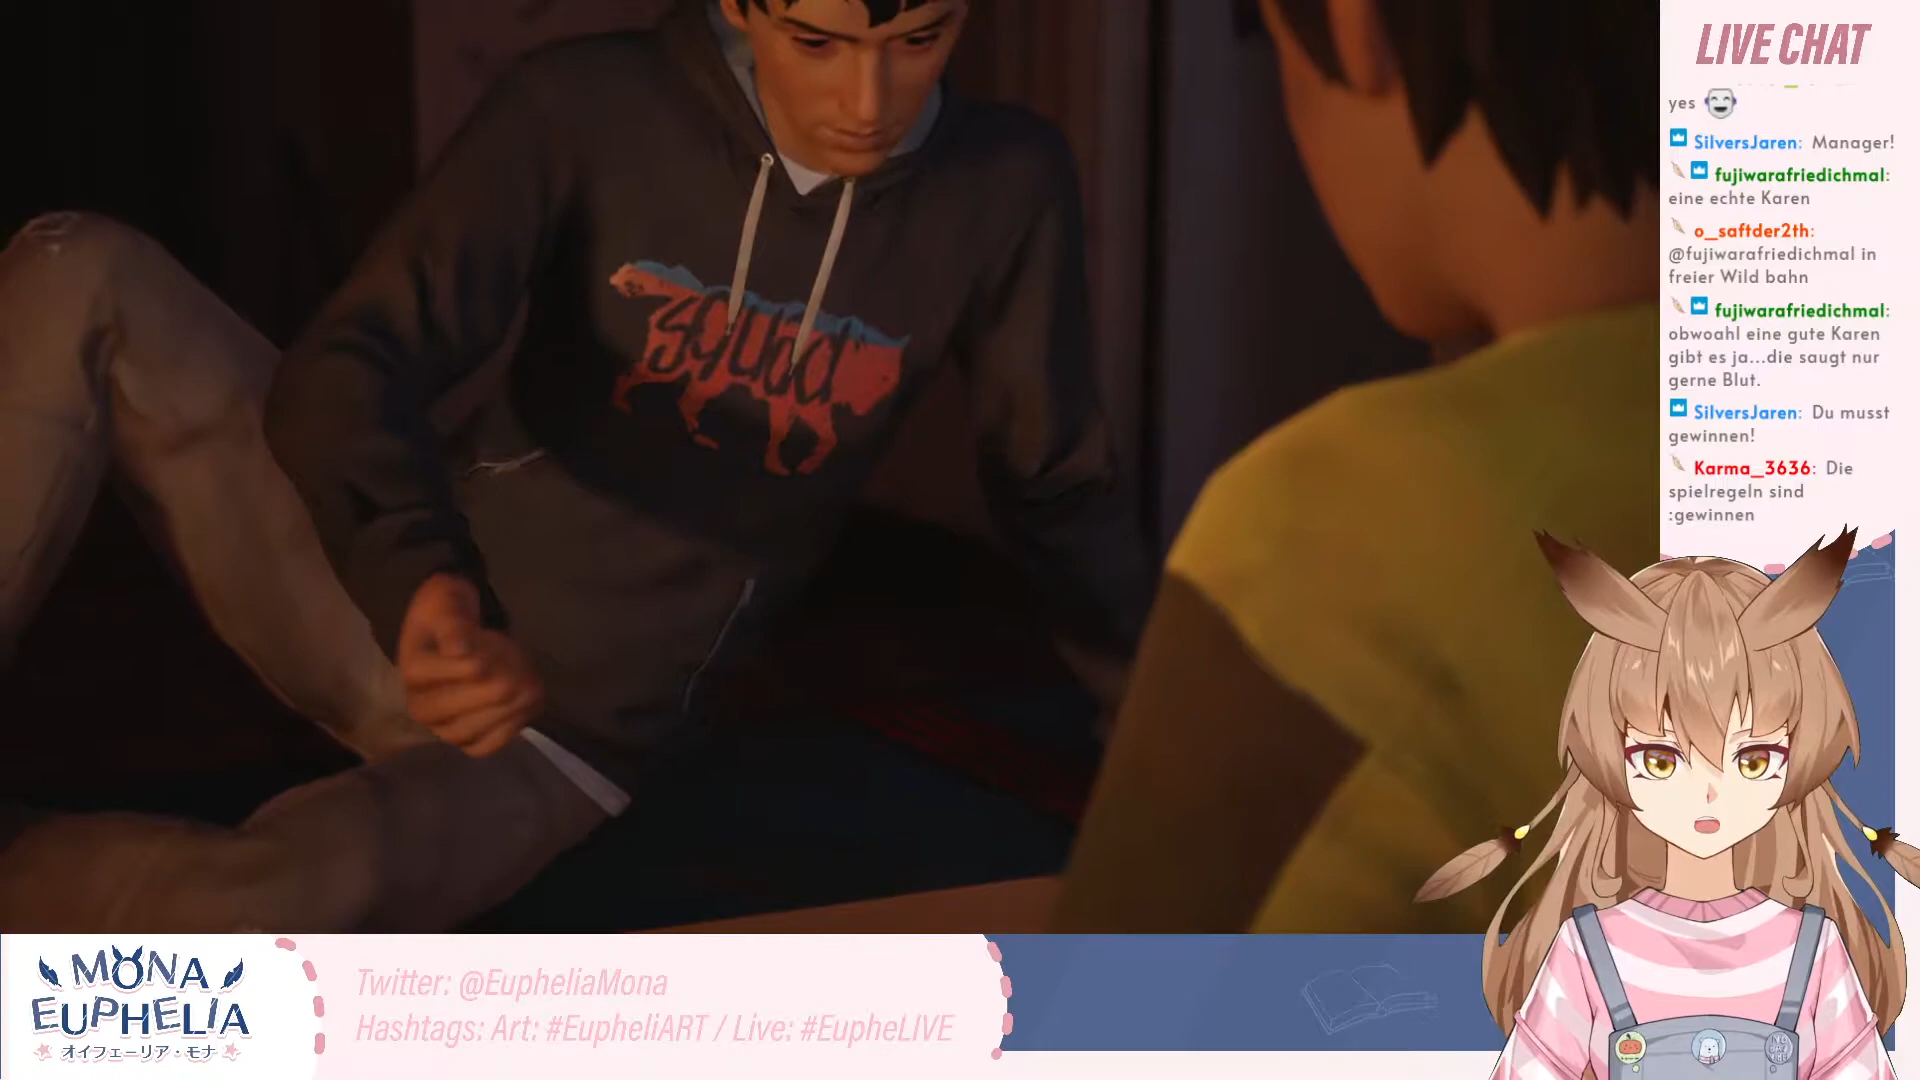 LIVE CHAT
yes
SilversJaren: Manager!
fujiwarafriedichmal:
eine echte Karen
o_saftder2th:
@fujiwarafriedichmal in
freier Wild bahn
fujiwarafriedichmal:
obwoahl eine gute Karen
gibt es ja...die saugt nur
gerne Blut.
SilversJaren: Du musst
gewinnen!
Karma_3636: Die
spielregeln sind
:gewinnen
squad
MONA
EUPHELIA
オイフェーリア・モナ
Twitter: @EupheliaMona
Hashtags: Art: #EupheliART / Live: #EupheLIVE